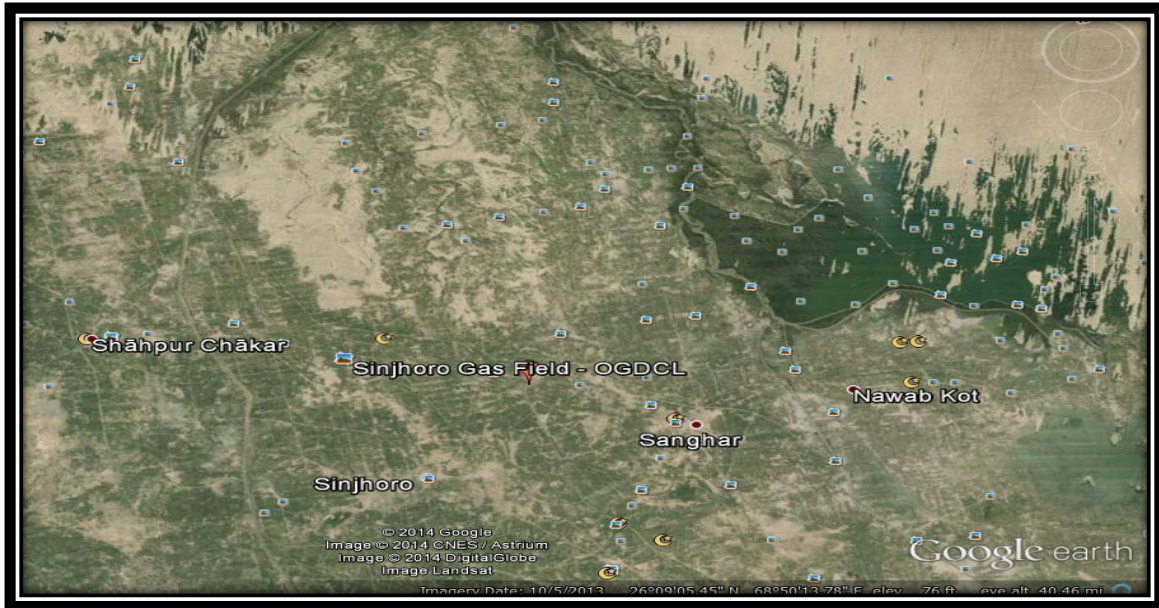 Shāhpur Chākar
Sinjhoro Gas Field - OGDCL
Nawab Kot
Sanghar
Sinjhoro
© 2014 Google
Image © 2014 CNES / Astrium
Image © 2014 DigitalGlobe
Image Landsat
Google earth
Imagery Date: 10/5/2013 26°09'05.45" N 68°50'13.78" E elev 76 ft eye alt 40.46 mi